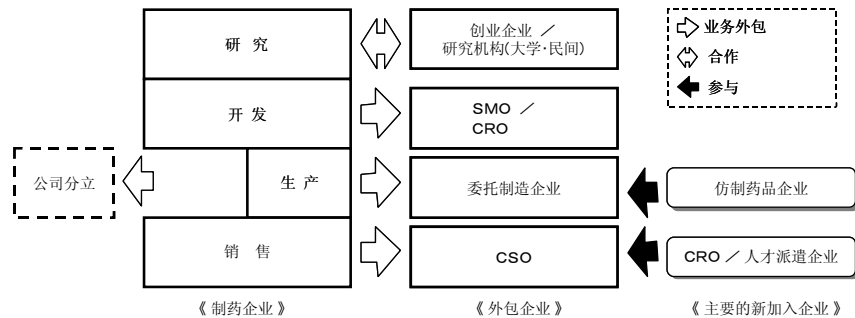 研 究
创业企业 ／
研究机构(大学·民间)
业务外包
合作
参与
开 发
SMO ／
CRO
公司分立
生 产
委托制造企业
仿制药品企业
销 售
CSO
CRO ／人才派遣企业
《 制药企业 》
《 外包企业 》
《 主要的新加入企业 》